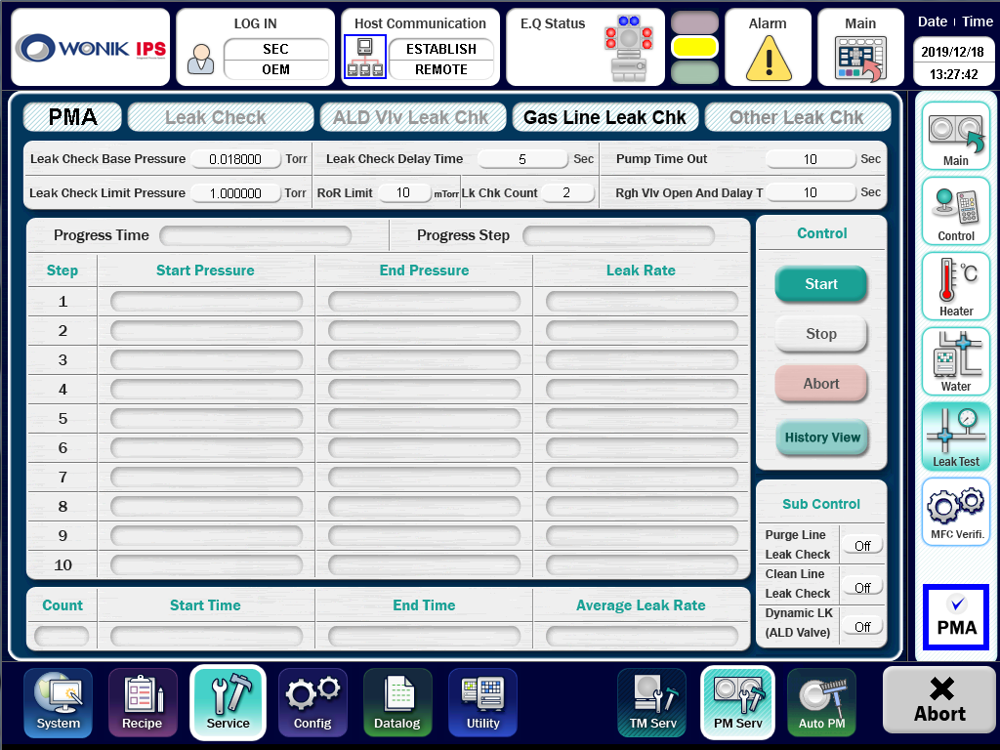 WONIK IPS
LOG IN
SEC
OEM
Host Communication
ESTABLISH
REMOTE
E.Q Status
Alarm
Main
Date | Time
2019/12/18
13:27:42
PMA
Leak Check
ALD Vlv Leak Chk
Gas Line Leak Chk
Other Leak Chk
Leak Check Base Pressure 0.018000 Torr
Leak Check Delay Time 5 Sec
Pump Time Out 10 Sec
Leak Check Limit Pressure 1.000000 Torr
RoR Limit 10 mTorr
Lk Chk Count 2
Rgh Vlv Open And Dalay T 10 Sec
Progress Time
Progress Step
Step Start Pressure End Pressure Leak Rate
1
2
3
4
5
6
7
8
9
10
Count Start Time End Time Average Leak Rate
Control
Start
Stop
Abort
History View
Sub Control
Purge Line
Leak Check
Off
Clean Line
Leak Check
Off
Dynamic LK
(ALD Valve)
Off
Main
Control
°C
Heater
Water
Leak Test
MFC Verifi.
PMA
System
Recipe
Service
Config
Datalog
Utility
TM Serv
PM Serv
Auto PM
Abort